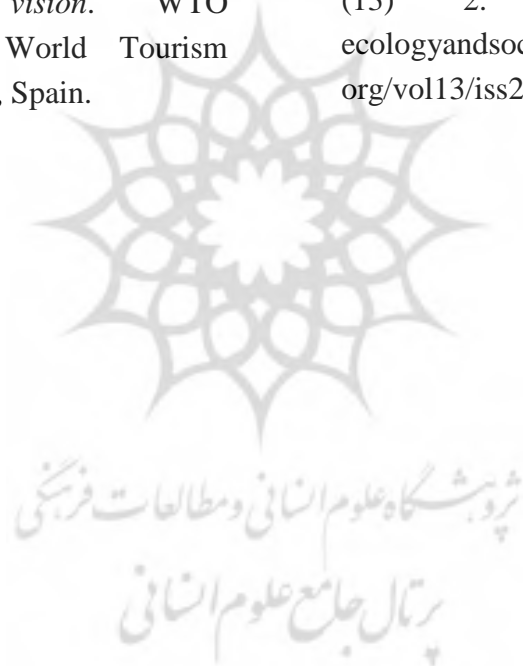 vision. WTO
World Tourism
, Spain.
(13) 2.
ecologyandsoc
org/vol13/iss2
پژوهشگاه علوم انسانی و مطالعات فرهنگی
پرتال جامع علوم انسانی